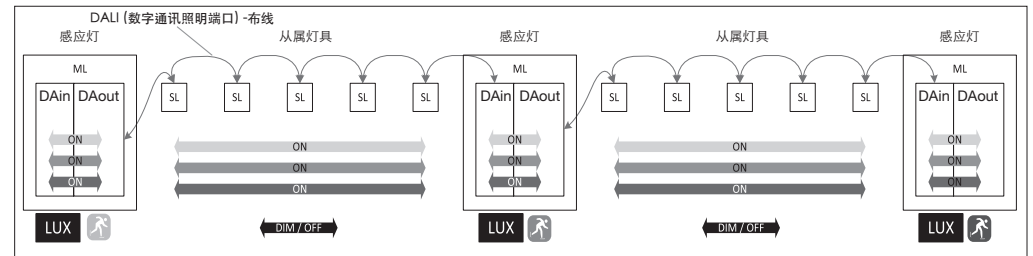 DALI (数字通讯照明端口) -布线
感应灯 从属灯具 感应灯 从属灯具 感应灯
ML ML ML
DAin DAout SL SL SL SL SL DAin DAout SL SL SL SL SL DAin DAout
ON ON ON ON ON
ON ON ON ON ON
ON ON ON ON ON
LUX DIM / OFF LUX DIM / OFF LUX